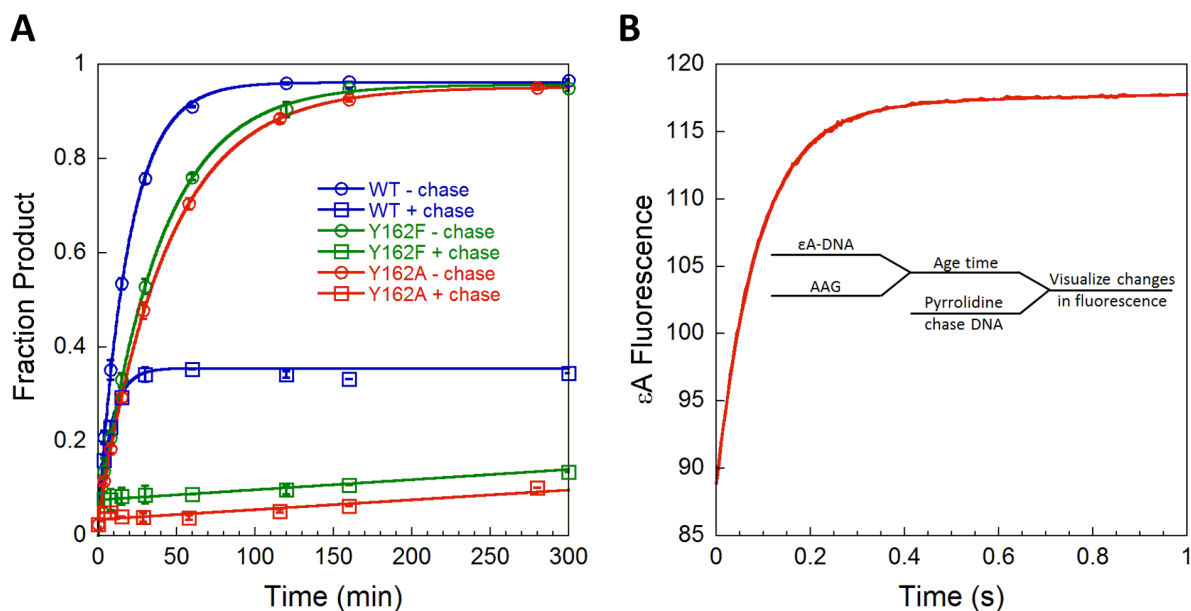 A
1
0.8
0.6
0.4
0.2
0
Fraction Product
WT - chase
WT + chase
Y162F - chase
Y162F + chase
Y162A - chase
Y162A + chase
0 50 100 150 200 250 300
Time (min)
B
120
115
110
105
100
95
90
85
εA Fluorescence
εA-DNA
AAG
Age time
Pyrrolidine
chase DNA
Visualize changes
in fluorescence
0 0.2 0.4 0.6 0.8 1
Time (s)